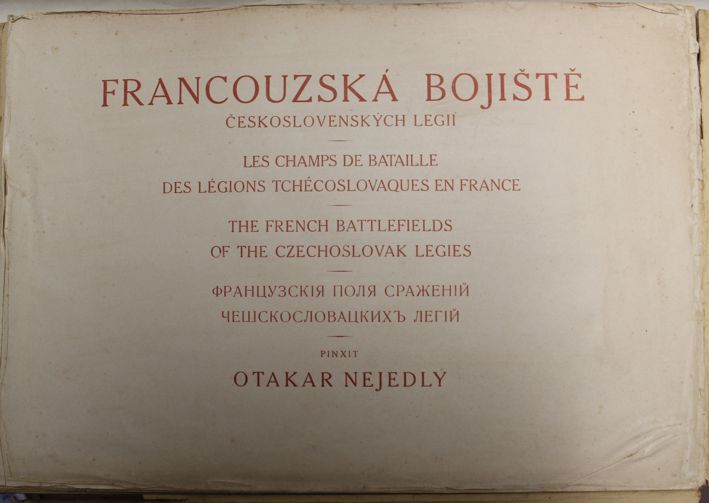 FRANCOUZSKÁ BOJIŠTĚ
ČESKOSLOVENSKÝCH LEGIÍ
LES CHAMPS DE BATAILLE
DES LÉGIONS TCHÉCOSLOVAQUES EN FRANCE
THE FRENCH BATTLEFIELDS
OF THE CZECHOSLOVAK LEGIES
ФРАНЦУЗСКІЯ ПОЛЯ СРАЖЕНІЙ
ЧЕШСКОСЛОВАЦКИХЪ ЛЕГІЙ
PINXIT
OTAKAR NEJEDLÝ